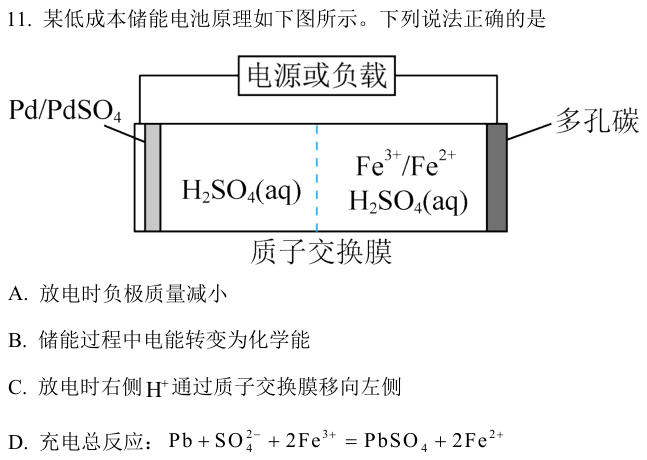 11. 某低成本储能电池原理如下图所示。下列说法正确的是
电源或负载
Pd/PdSO₄
多孔碳
Fe³⁺/Fe²⁺
H₂SO₄(aq)
H₂SO₄(aq)
质子交换膜
A. 放电时负极质量减小
B. 储能过程中电能转变为化学能
C. 放电时右侧H⁺通过质子交换膜移向左侧
D. 充电总反应：Pb+SO₄²⁻+2Fe³⁺=PbSO₄+2Fe²⁺